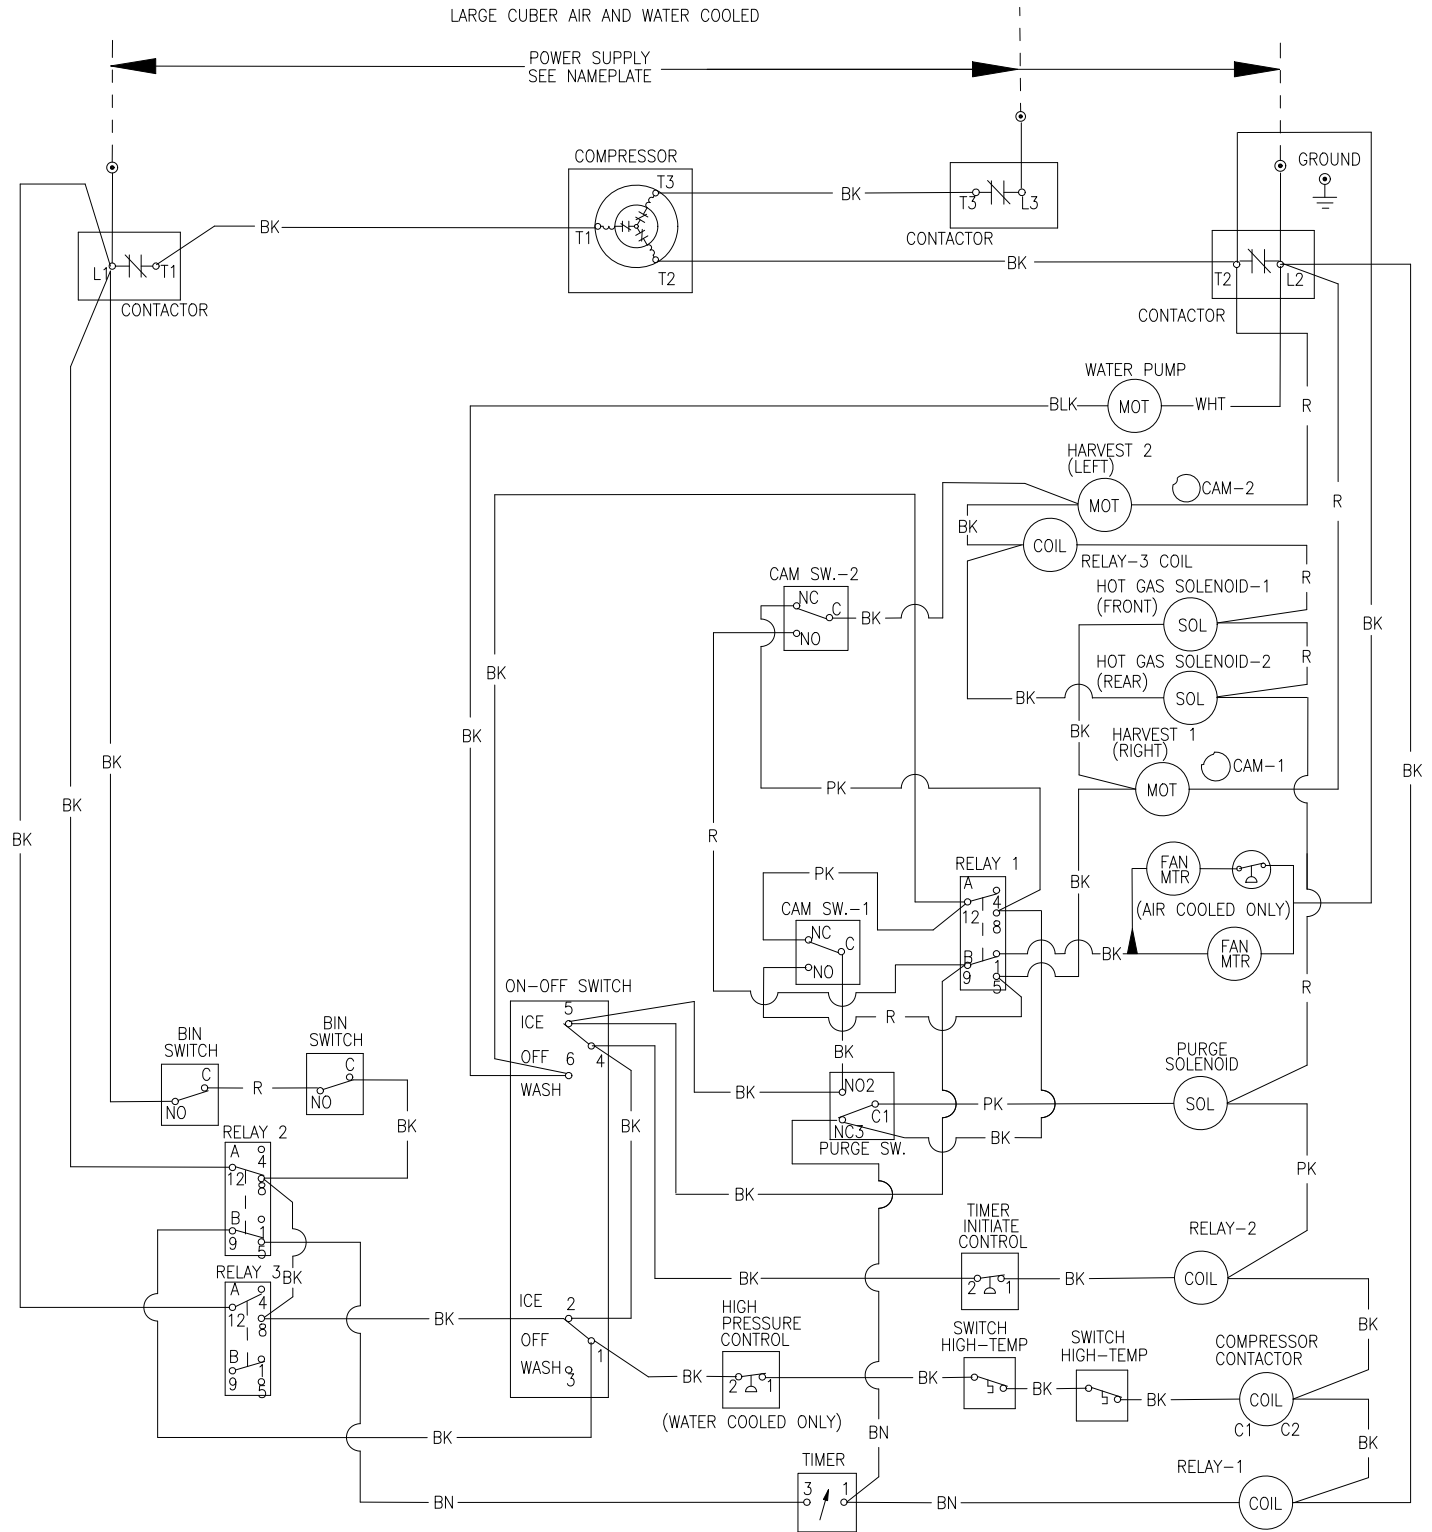 LARGE CUBER AIR AND WATER COOLED
POWER SUPPLY
SEE NAMEPLATE
COMPRESSOR
GROUND
T3
BK
T3
L3
CONTACTOR
BK
T1
T2
BK
L1
T1
CONTACTOR
T2
L2
CONTACTOR
WATER PUMP
BLK
MOT
WHT
R
HARVEST 2
(LEFT)
MOT
CAM-2
R
BK
COIL
RELAY-3 COIL
R
CAM SW.-2
NC
C
BK
NO
HOT GAS SOLENOID-1
(FRONT)
SOL
BK
HOT GAS SOLENOID-2
(REAR)
R
BK
SOL
BK
BK
BK
HARVEST 1
(RIGHT)
CAM-1
MOT
BK
BK
BK
BK
PK
R
PK
RELAY 1
A
4
12
8
B
1
9
5
BK
FAN
MTR
(AIR COOLED ONLY)
BK
FAN
MTR
CAM SW.-1
NC
C
NO
R
R
ON-OFF SWITCH
5
ICE
OFF
6
4
WASH
BIN
SWITCH
BIN
SWITCH
C
R
NO
C
NO
BK
BK
BK
BK
NO2
C1
NC3
PURGE SW.
PK
BK
PURGE
SOLENOID
SOL
PK
RELAY 2
A
4
12
8
B
1
9
5
BK
RELAY 3
BK
A
4
12
8
B
1
9
5
BK
ICE
2
OFF
1
WASH
3
TIMER
INITIATE
CONTROL
BK
2
1
BK
RELAY-2
COIL
BK
HIGH
PRESSURE
CONTROL
BK
2
1
(WATER COOLED ONLY)
BK
SWITCH
HIGH-TEMP
BK
SWITCH
HIGH-TEMP
BK
COMPRESSOR
CONTACTOR
COIL
C1
C2
BK
BK
BN
TIMER
BN
3
1
BN
RELAY-1
COIL